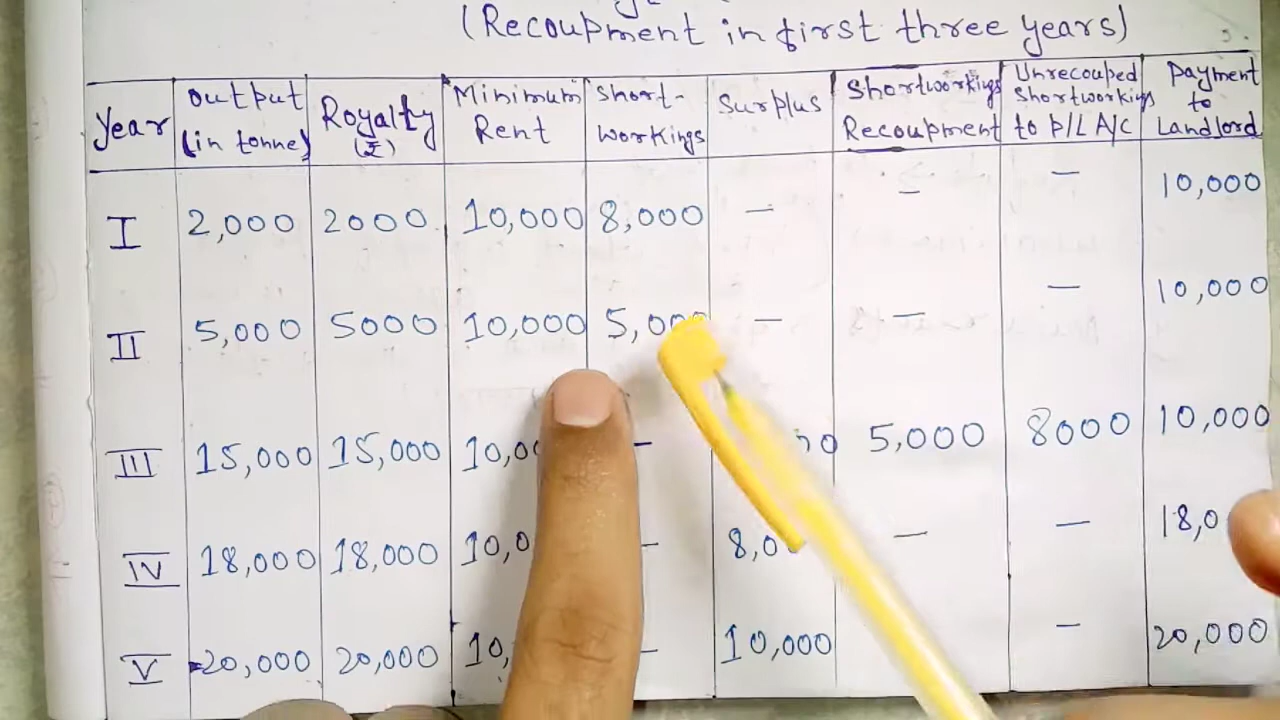 (Recoupment in first three years)
Year Output (in tonne) Royalty (₹) Minimum Rent Short-workings Surplus Shortworkings Recoupment Unrecouped Shortworkings to P/L A/C Payment to Landlord
I 2,000 2000 10,000 8,000 — — — 10,000
II 5,000 5000 10,000 5,000 — — — 10,000
III 15,000 15,000 — 5,000 8000 10,000
IV 18,000 18,000 — — —
V 20,000 20,000 — 10,000 — 20,000